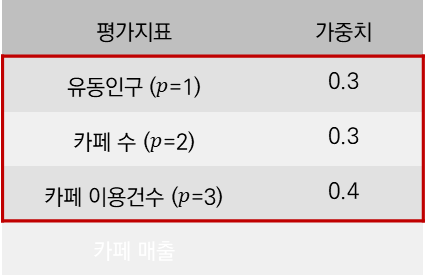 평가지표 가중치
유동인구 (p=1) 0.3
카페 수 (p=2) 0.3
카페 이용건수 (p=3) 0.4
카페 매출